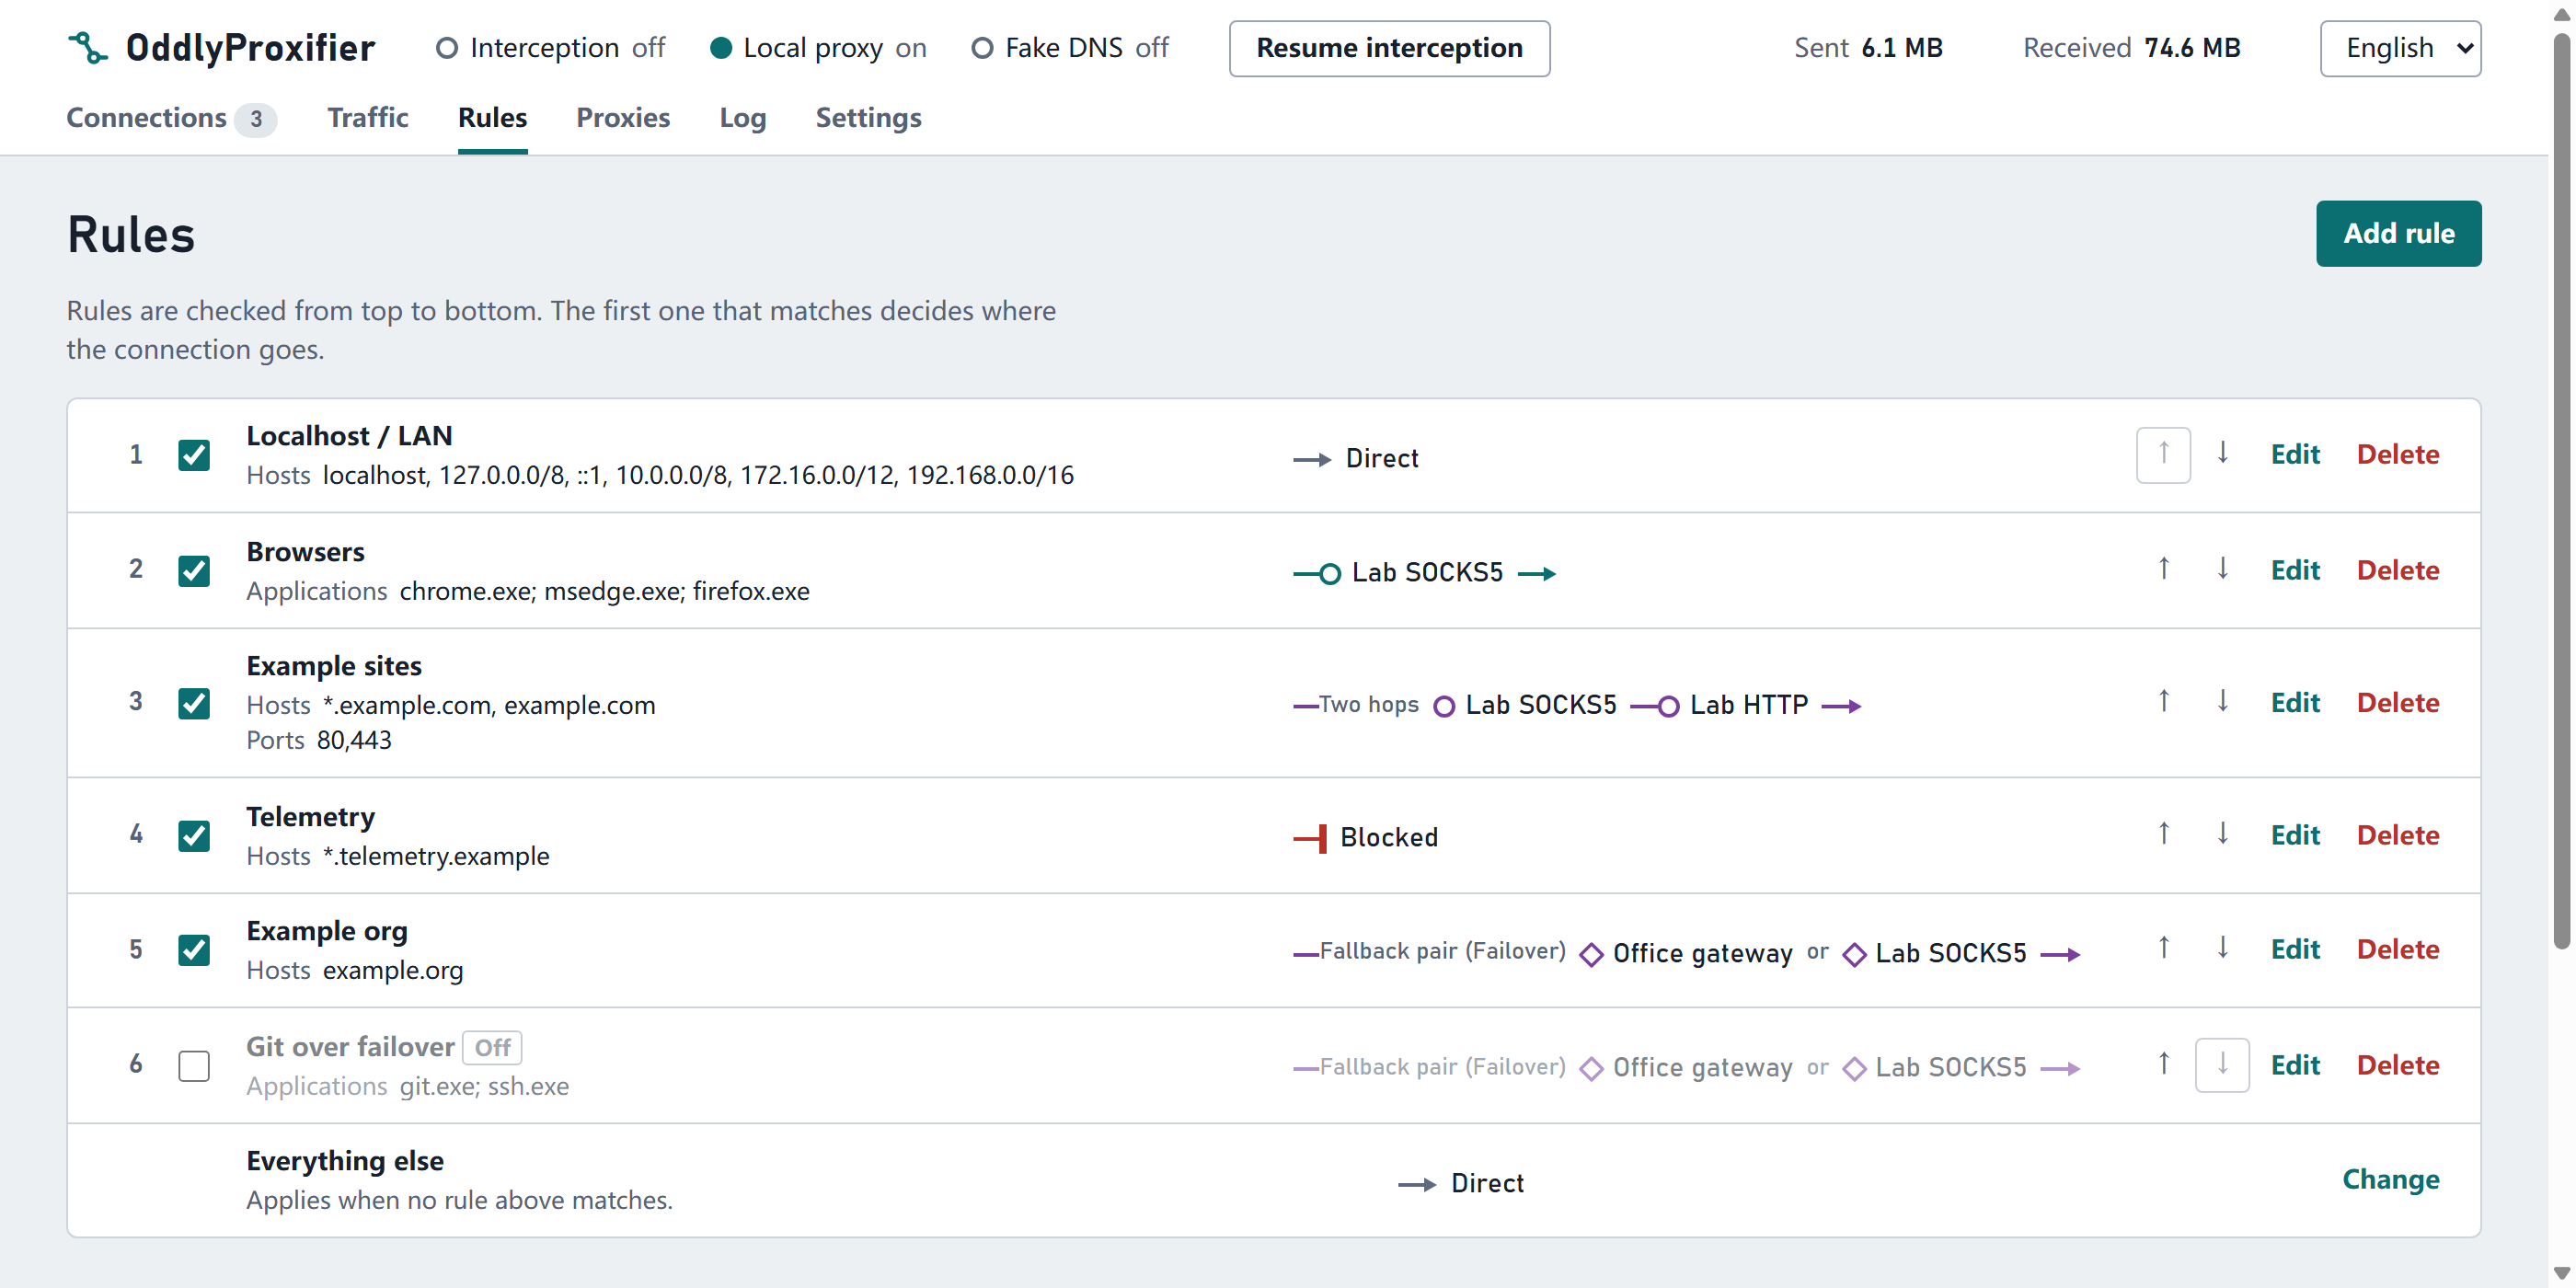 OddlyProxifier Interception off Local proxy on Fake DNS off Resume interception Sent 6.1 MB Received 74.6 MB English
Connections 3 Traffic Rules Proxies Log Settings
Rules Add rule
Rules are checked from top to bottom. The first one that matches decides where
the connection goes.
1 Localhost / LAN
Hosts localhost, 127.0.0.0/8, ::1, 10.0.0.0/8, 172.16.0.0/12, 192.168.0.0/16
Direct ↑ ↓ Edit Delete
2 Browsers
Applications chrome.exe; msedge.exe; firefox.exe
Lab SOCKS5 ↑ ↓ Edit Delete
3 Example sites
Hosts *.example.com, example.com
Ports 80,443
Two hops Lab SOCKS5 Lab HTTP ↑ ↓ Edit Delete
4 Telemetry
Hosts *.telemetry.example
Blocked ↑ ↓ Edit Delete
5 Example org
Hosts example.org
Fallback pair (Failover) Office gateway or Lab SOCKS5 ↑ ↓ Edit Delete
6 Git over failover Off
Applications git.exe; ssh.exe
Fallback pair (Failover) Office gateway or Lab SOCKS5 ↑ ↓ Edit Delete
Everything else
Applies when no rule above matches.
Direct Change